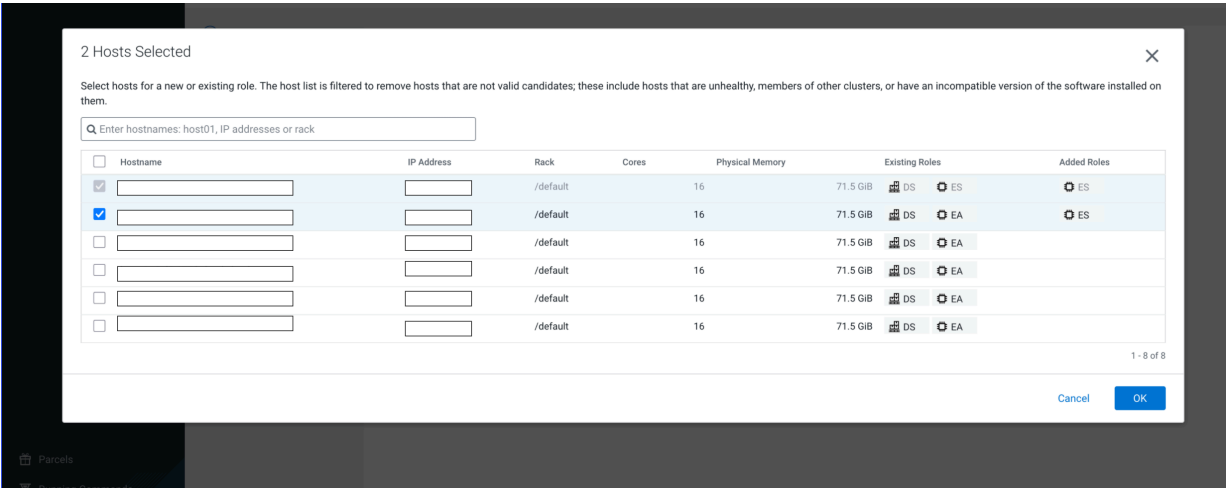 2 Hosts Selected
Select hosts for a new or existing role. The host list is filtered to remove hosts that are not valid candidates; these include hosts that are unhealthy, members of other clusters, or have an incompatible version of the software installed on
them.
Enter hostnames: host01, IP addresses or rack
Hostname IP Address Rack Cores Physical Memory Existing Roles Added Roles
/default 16 71.5 GiB DS ES ES
/default 16 71.5 GiB DS EA ES
/default 16 71.5 GiB DS EA
/default 16 71.5 GiB DS EA
/default 16 71.5 GiB DS EA
/default 16 71.5 GiB DS EA
1 - 8 of 8
Cancel OK
Parcels
Running Commands